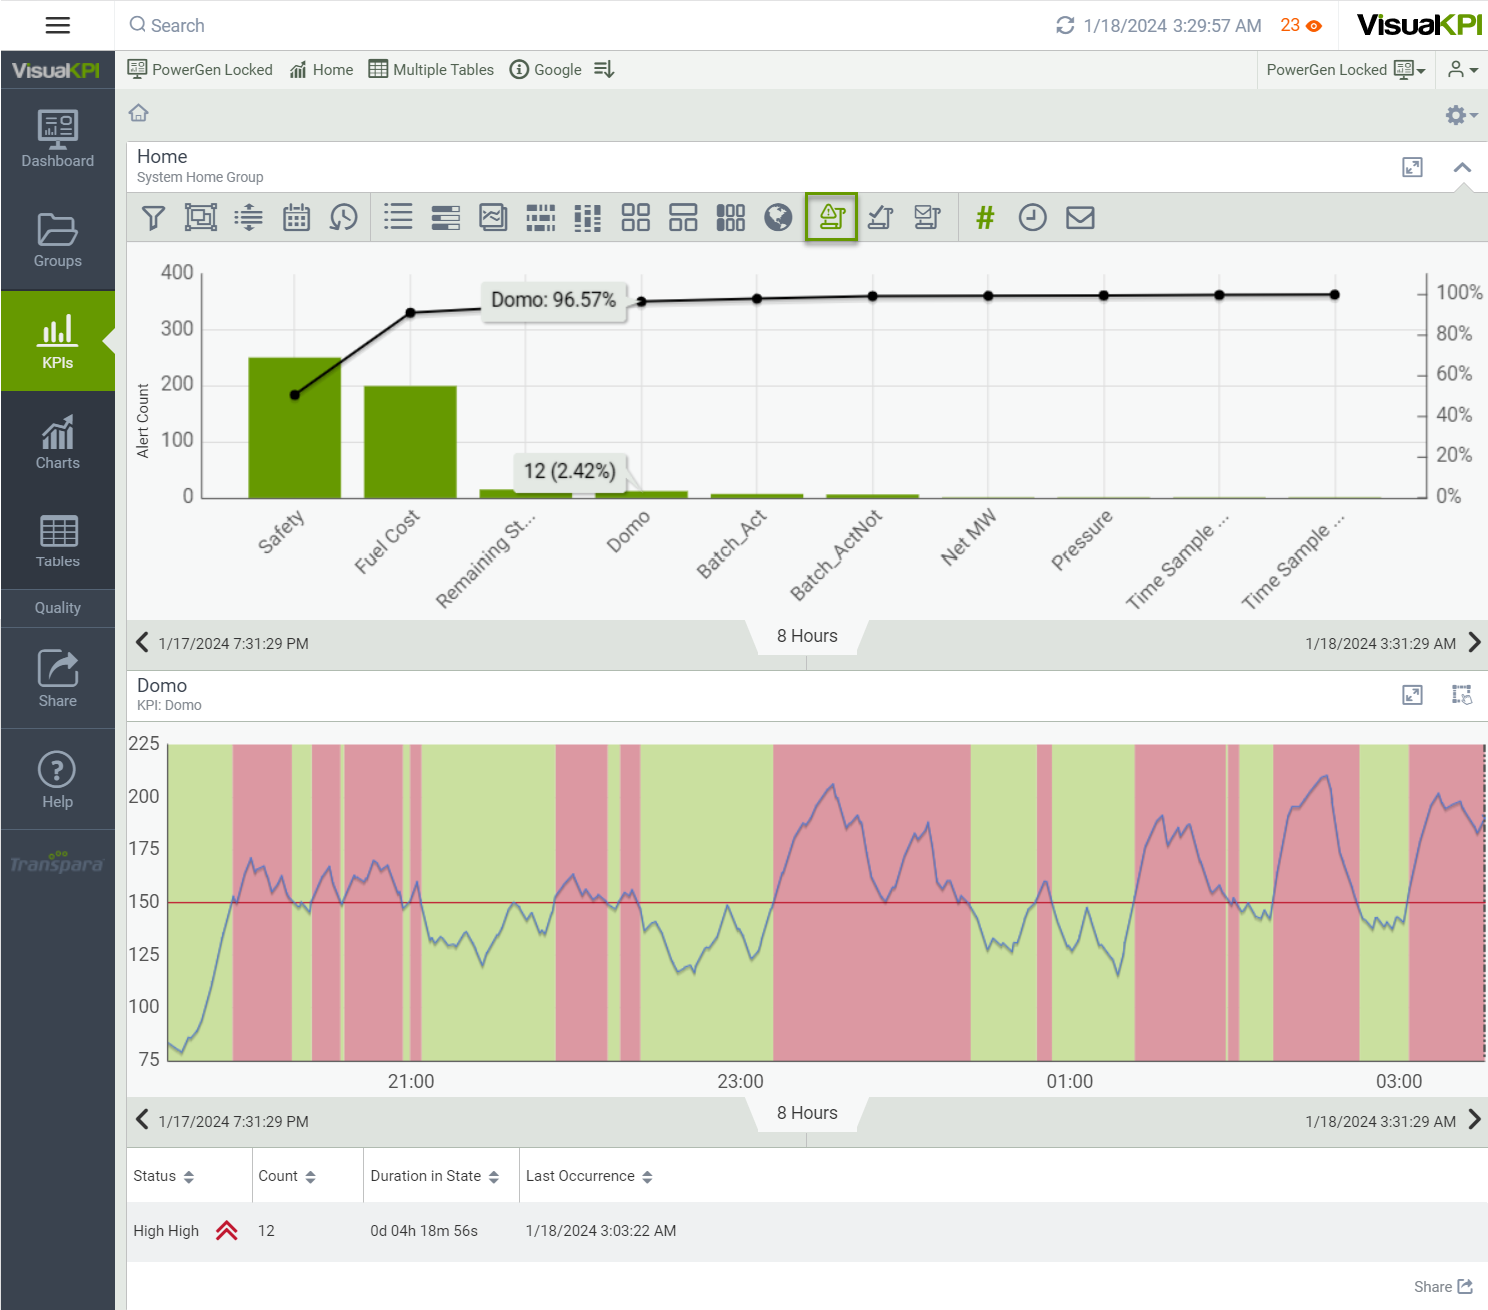 Search
1/18/2024 3:29:57 AM
23
VisualKPI
VisualKPI
PowerGen Locked
Home
Multiple Tables
Google
PowerGen Locked
Dashboard
Groups
KPIs
Charts
Tables
Quality
Share
Help
Transpara
Home
System Home Group
#
Alert Count
400
300
200
100
0
Domo: 96.57%
12 (2.42%)
100%
80%
60%
40%
20%
0%
Safety
Fuel Cost
Remaining St...
Domo
Batch_Act
Batch_ActNot
Net MW
Pressure
Time Sample ...
Time Sample ...
1/17/2024 7:31:29 PM
8 Hours
1/18/2024 3:31:29 AM
Domo
KPI: Domo
225
200
175
150
125
100
75
21:00
23:00
01:00
03:00
1/17/2024 7:31:29 PM
8 Hours
1/18/2024 3:31:29 AM
Status
Count
Duration in State
Last Occurrence
High High
12
0d 04h 18m 56s
1/18/2024 3:03:22 AM
Share